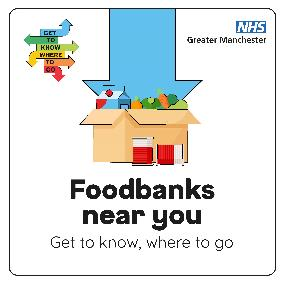 GET
TO
KNOW
WHERE
TO
GO
NHS
Greater Manchester
Foodbanks
near you
Get to know, where to go